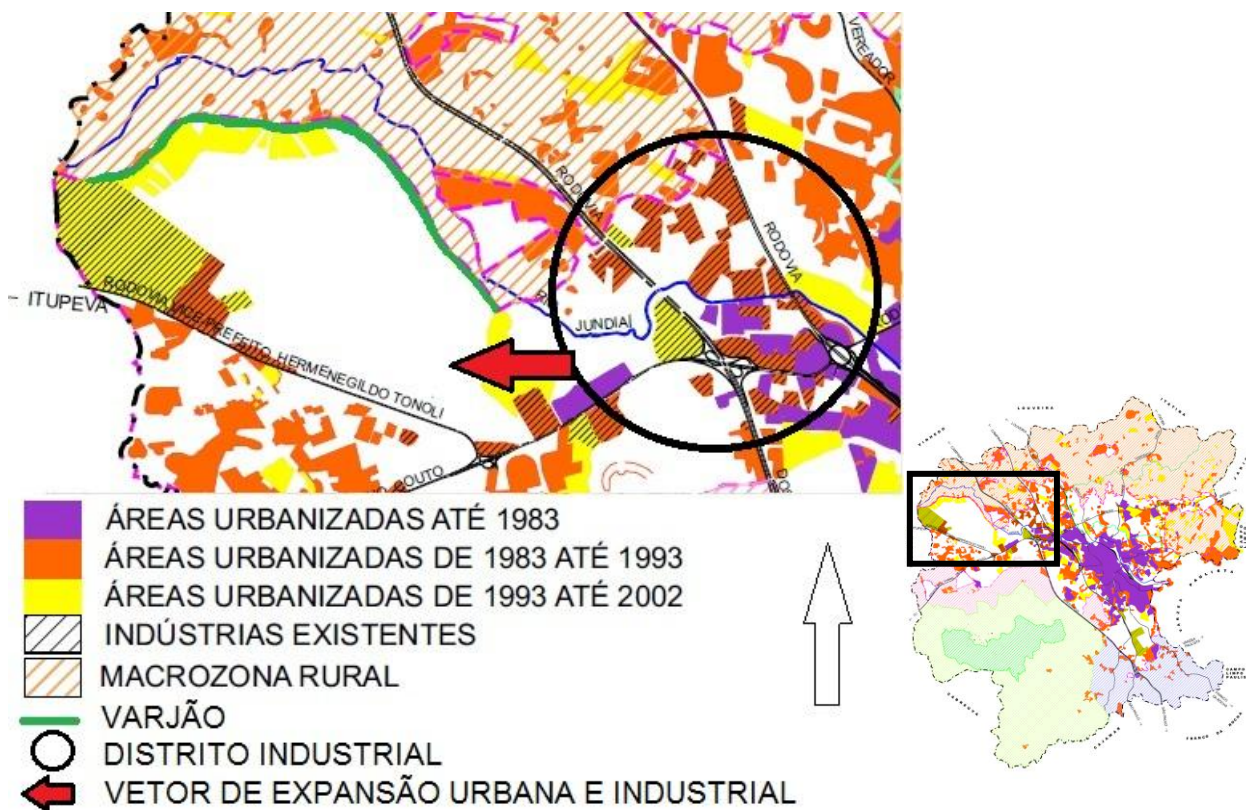 VEREADOR
RODOVIA
RODOVIA
ITUPEVA
RODOVIA VICE-PREFEITO HERMENEGILDO TONOLI
JUNDIAÍ
BOUTO
ÁREAS URBANIZADAS ATÉ 1983
ÁREAS URBANIZADAS DE 1983 ATÉ 1993
ÁREAS URBANIZADAS DE 1993 ATÉ 2002
INDÚSTRIAS EXISTENTES
MACROZONA RURAL
VARJÃO
DISTRITO INDUSTRIAL
VETOR DE EXPANSÃO URBANA E INDUSTRIAL